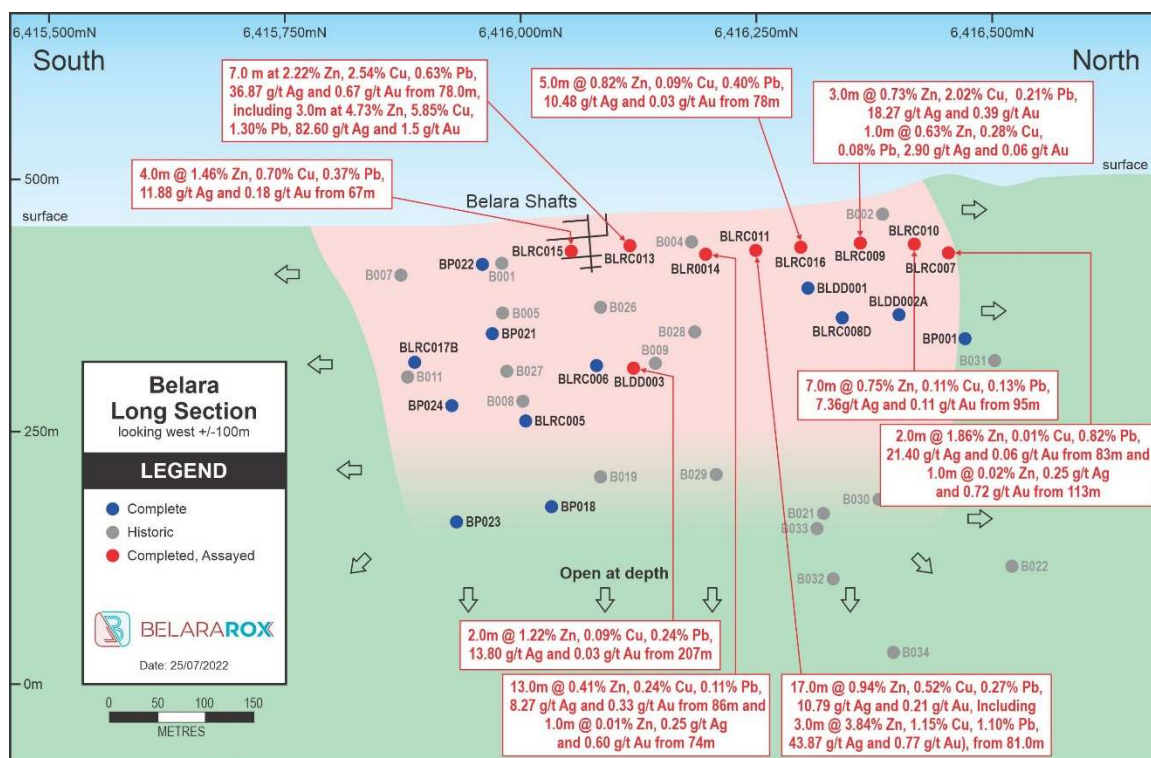 6,415,500mN
6,415,750mN
6,416,000mN
6,416,250mN
6,416,500mN
South
North
7.0 m at 2.22% Zn, 2.54% Cu, 0.63% Pb,
36.87 g/t Ag and 0.67 g/t Au from 78.0m,
including 3.0m at 4.73% Zn, 5.85% Cu,
1.30% Pb, 82.60 g/t Ag and 1.5 g/t Au
5.0m @ 0.82% Zn, 0.09% Cu, 0.40% Pb,
10.48 g/t Ag and 0.03 g/t Au from 78m
3.0m @ 0.73% Zn, 2.02% Cu, 0.21% Pb,
18.27 g/t Ag and 0.39 g/t Au
1.0m @ 0.63% Zn, 0.28% Cu,
0.08% Pb, 2.90 g/t Ag and 0.06 g/t Au
4.0m @ 1.46% Zn, 0.70% Cu, 0.37% Pb,
11.88 g/t Ag and 0.18 g/t Au from 67m
500m
surface
surface
Belara Shafts
B002
B004
BLRC011
BLRC010
BLRC015
BLRC013
BLR0014
BLRC016
BLRC009
BLRC007
B007
BP022
B001
BLDD001
B005
B026
BLDD002A
BP021
B028
BLRC008D
BP001
BLRC017B
B009
B031
B011
B027
BLRC006
BLDD003
BP024
B008
BLRC005
7.0m @ 0.75% Zn, 0.11% Cu, 0.13% Pb,
7.36g/t Ag and 0.11 g/t Au from 95m
250m
2.0m @ 1.86% Zn, 0.01% Cu, 0.82% Pb,
21.40 g/t Ag and 0.06 g/t Au from 83m and
1.0m @ 0.02% Zn, 0.25 g/t Ag
and 0.72 g/t Au from 113m
B019
B029
B030
B021
B033
BP018
BP023
B022
B032
B034
Open at depth
Belara
Long Section
looking west +/-100m
LEGEND
Complete
Historic
Completed, Assayed
BELARAROX
Date: 25/07/2022
0m
0 50 100 150
METRES
2.0m @ 1.22% Zn, 0.09% Cu, 0.24% Pb,
13.80 g/t Ag and 0.03 g/t Au from 207m
13.0m @ 0.41% Zn, 0.24% Cu, 0.11% Pb,
8.27 g/t Ag and 0.33 g/t Au from 86m and
1.0m @ 0.01% Zn, 0.25 g/t Ag
and 0.60 g/t Au from 74m
17.0m @ 0.94% Zn, 0.52% Cu, 0.27% Pb,
10.79 g/t Ag and 0.21 g/t Au, Including
3.0m @ 3.84% Zn, 1.15% Cu, 1.10% Pb,
43.87 g/t Ag and 0.77 g/t Au), from 81.0m